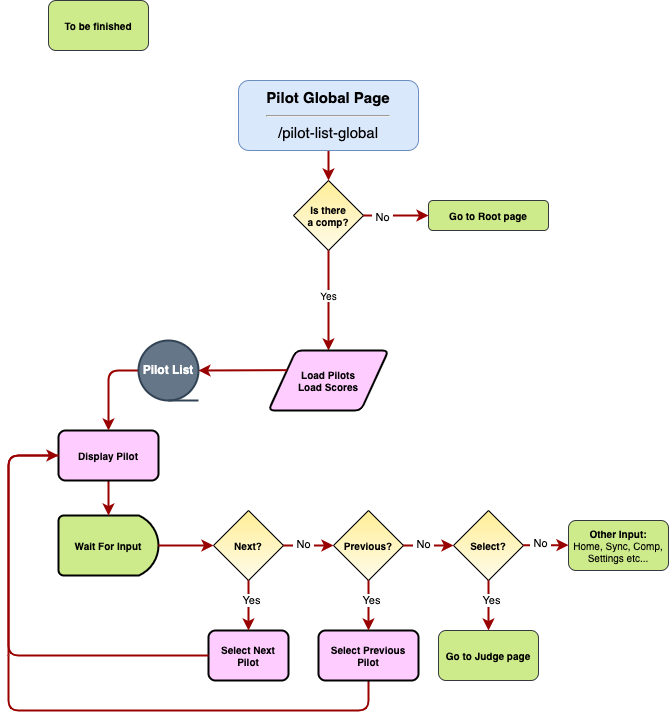 To be finished
Pilot Global Page
/pilot-list-global
Is there
a comp?
No
Go to Root page
Yes
Pilot List
Load Pilots
Load Scores
Display Pilot
Wait For Input
Next?
No
Previous?
No
Select?
No
Other Input:
Home, Sync, Comp,
Settings etc...
Yes
Yes
Yes
Select Next
Pilot
Select Previous
Pilot
Go to Judge page